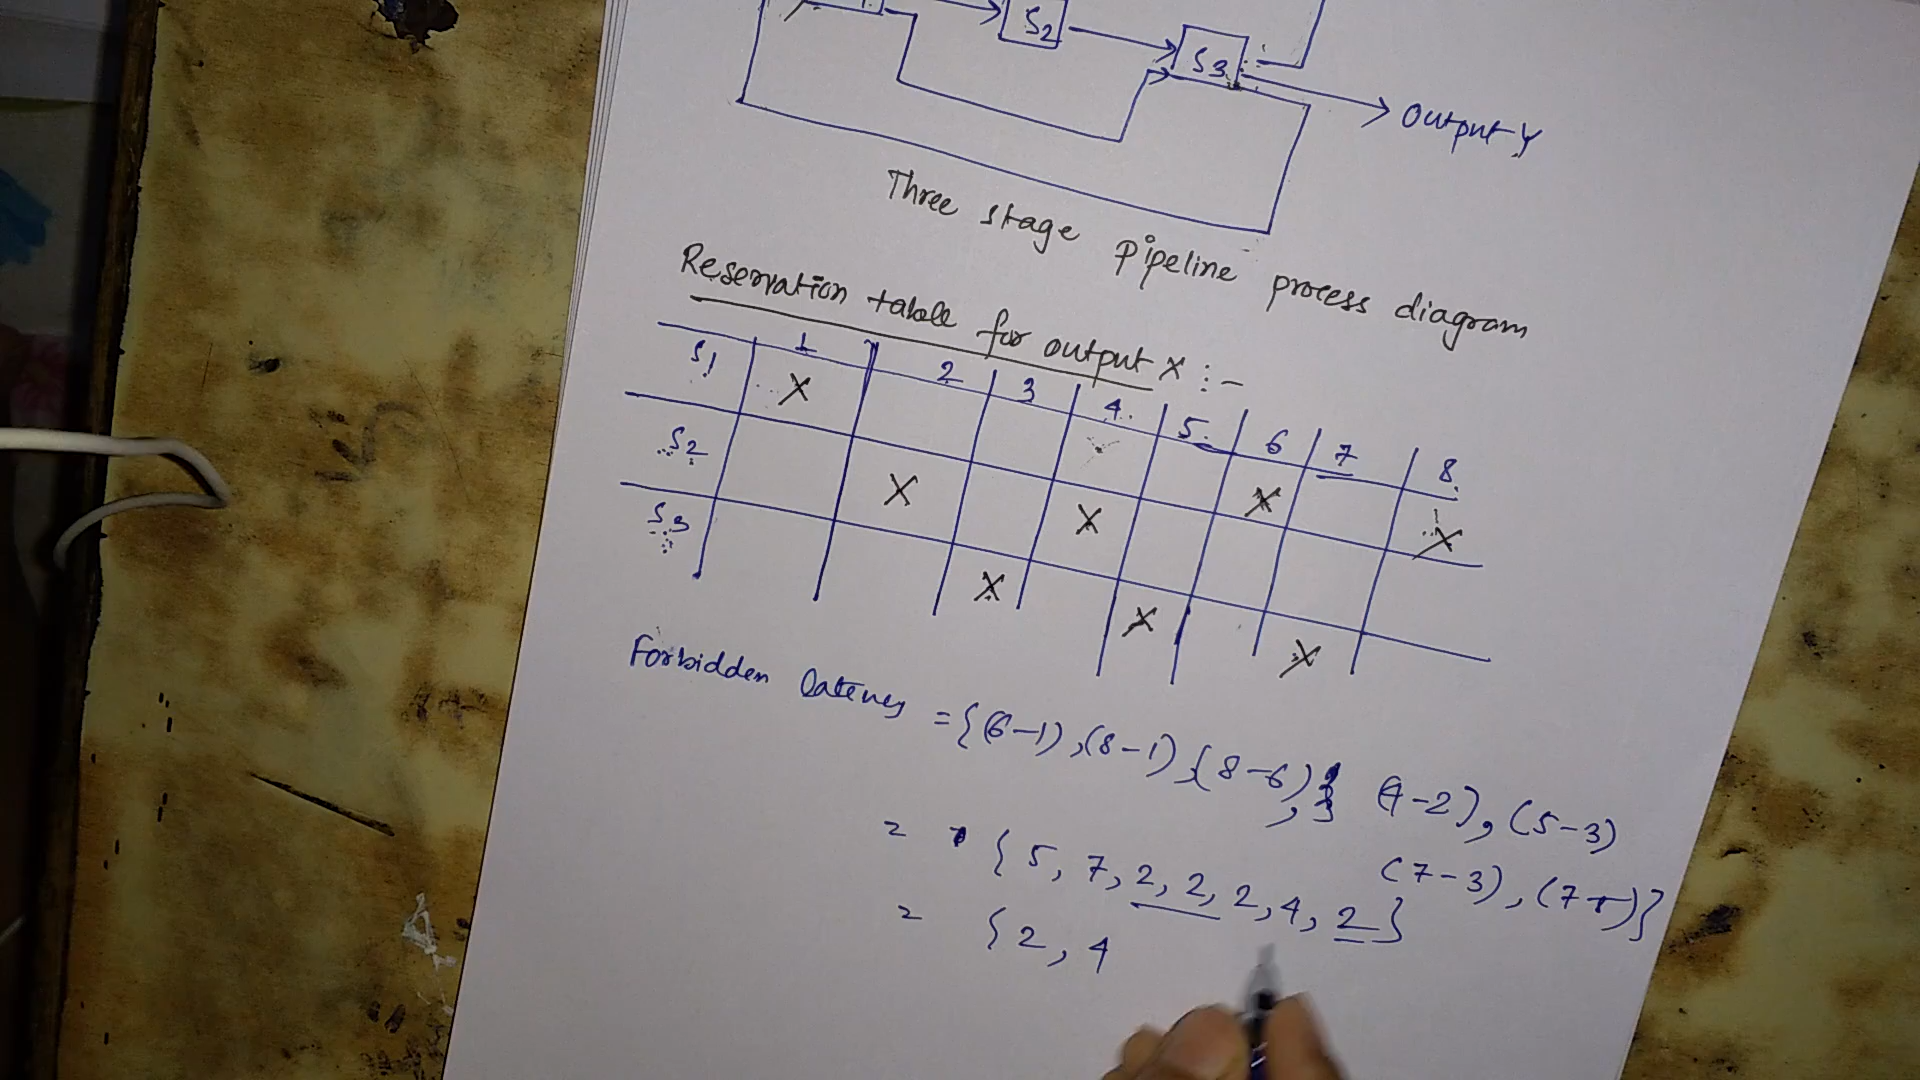 S2
S3
Output Y
Three stage Pipeline process diagram
Reservation table for output X :-
1 2 3 4. 5. 6 7 8.
S1 X X X
S2 X X
S3 X X X
Forbidden latency = {(6-1), (8-1), (8-6), (4-2), (5-3)
(7-3), (7-5)}
= {5, 7, 2, 2, 2, 4, 2}
= {2, 4